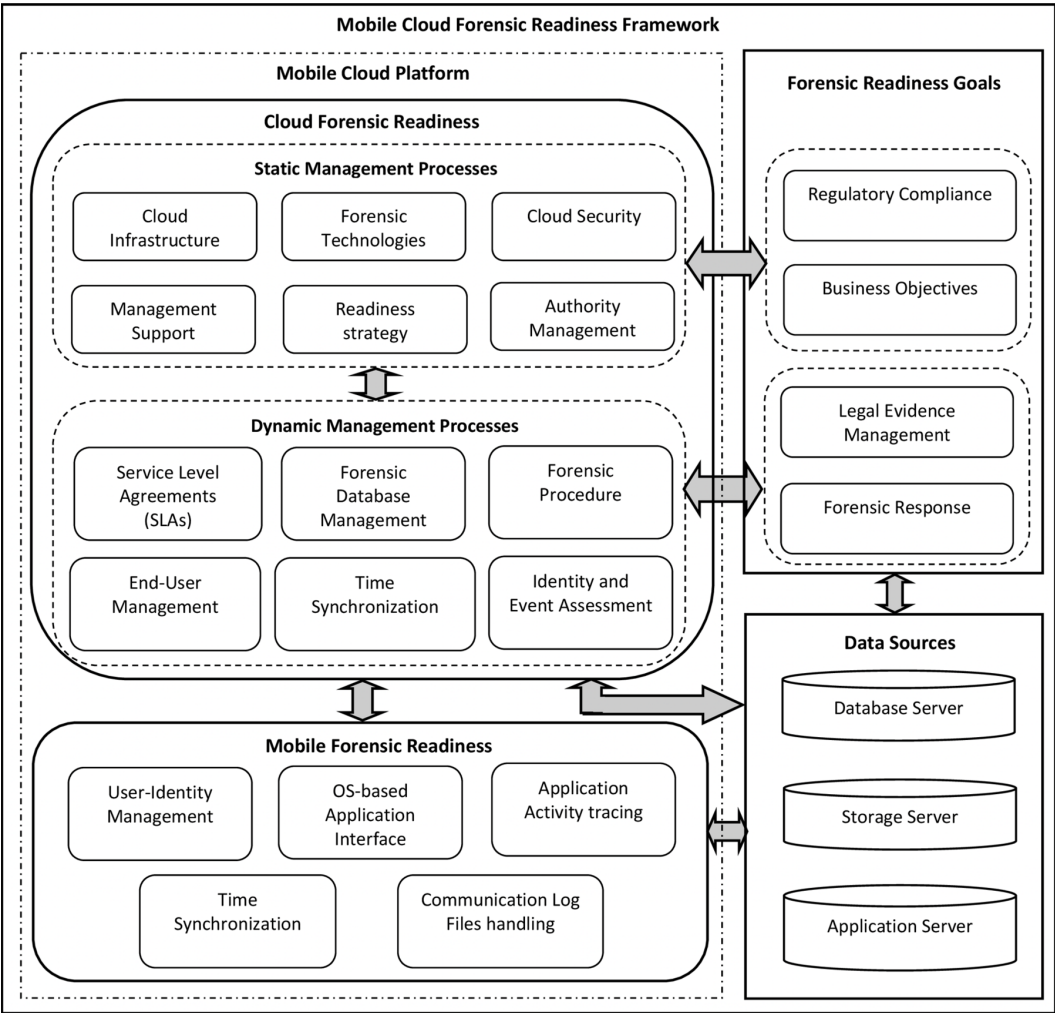 Mobile Cloud Forensic Readiness Framework
Mobile Cloud Platform
Cloud Forensic Readiness
Static Management Processes
Cloud
Infrastructure
Forensic
Technologies
Cloud Security
Management
Support
Readiness
strategy
Authority
Management
Dynamic Management Processes
Service Level
Agreements
(SLAs)
Forensic
Database
Management
Forensic
Procedure
End-User
Management
Time
Synchronization
Identity and
Event Assessment
Mobile Forensic Readiness
User-Identity
Management
OS-based
Application
Interface
Application
Activity tracing
Time
Synchronization
Communication Log
Files handling
Forensic Readiness Goals
Regulatory Compliance
Business Objectives
Legal Evidence
Management
Forensic Response
Data Sources
Database Server
Storage Server
Application Server